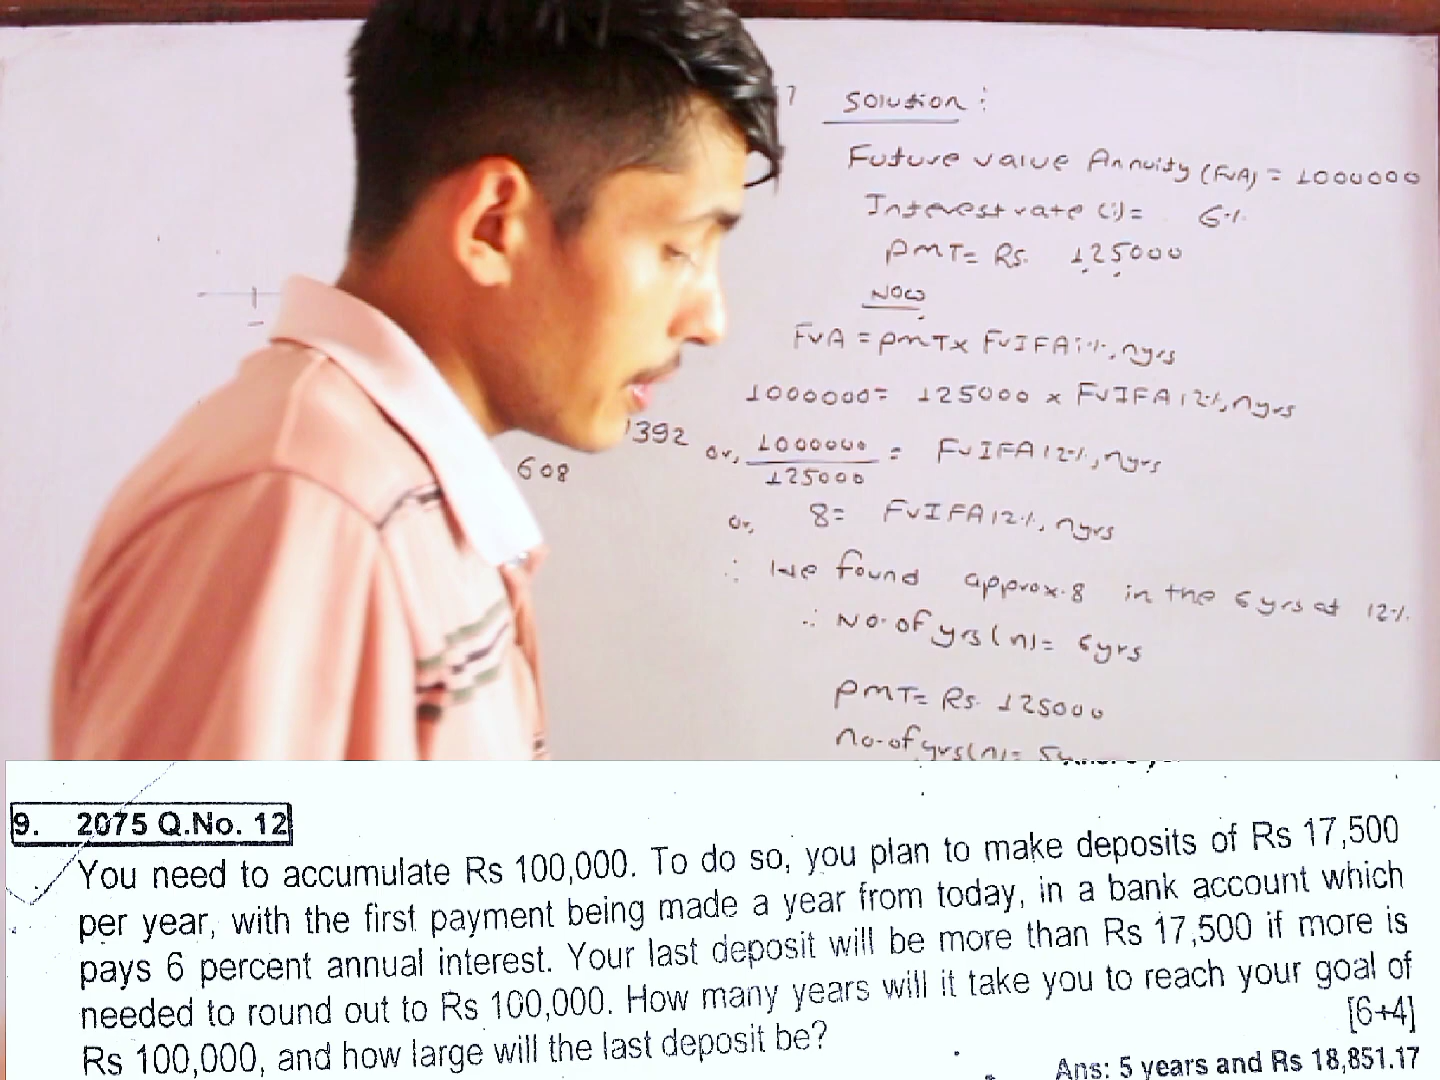 Solution :
Future value Annuity (FVA) = 1000000
Interest rate (i) = 6%
PMT = Rs. 125000
NOW
FVA = PMT x FVIFA i%, nyrs
1000000 = 125000 x FVIFA 12%, nyrs
392
or, 1000000 / 125000 = FVIFA 12%, nyrs
608
or, 8 = FVIFA 12%, nyrs
∴ We found approx. 8 in the 6 yrs at 12%.
∴ No. of yrs (n) = 6 yrs
PMT = Rs. 125000
no. of yrs (n) =
9. 2075 Q.No. 12
You need to accumulate Rs 100,000. To do so, you plan to make deposits of Rs 17,500
per year, with the first payment being made a year from today, in a bank account which
pays 6 percent annual interest. Your last deposit will be more than Rs 17,500 if more is
needed to round out to Rs 100,000. How many years will it take you to reach your goal of
Rs 100,000, and how large will the last deposit be?
[6+4]
Ans: 5 years and Rs 18,851.17